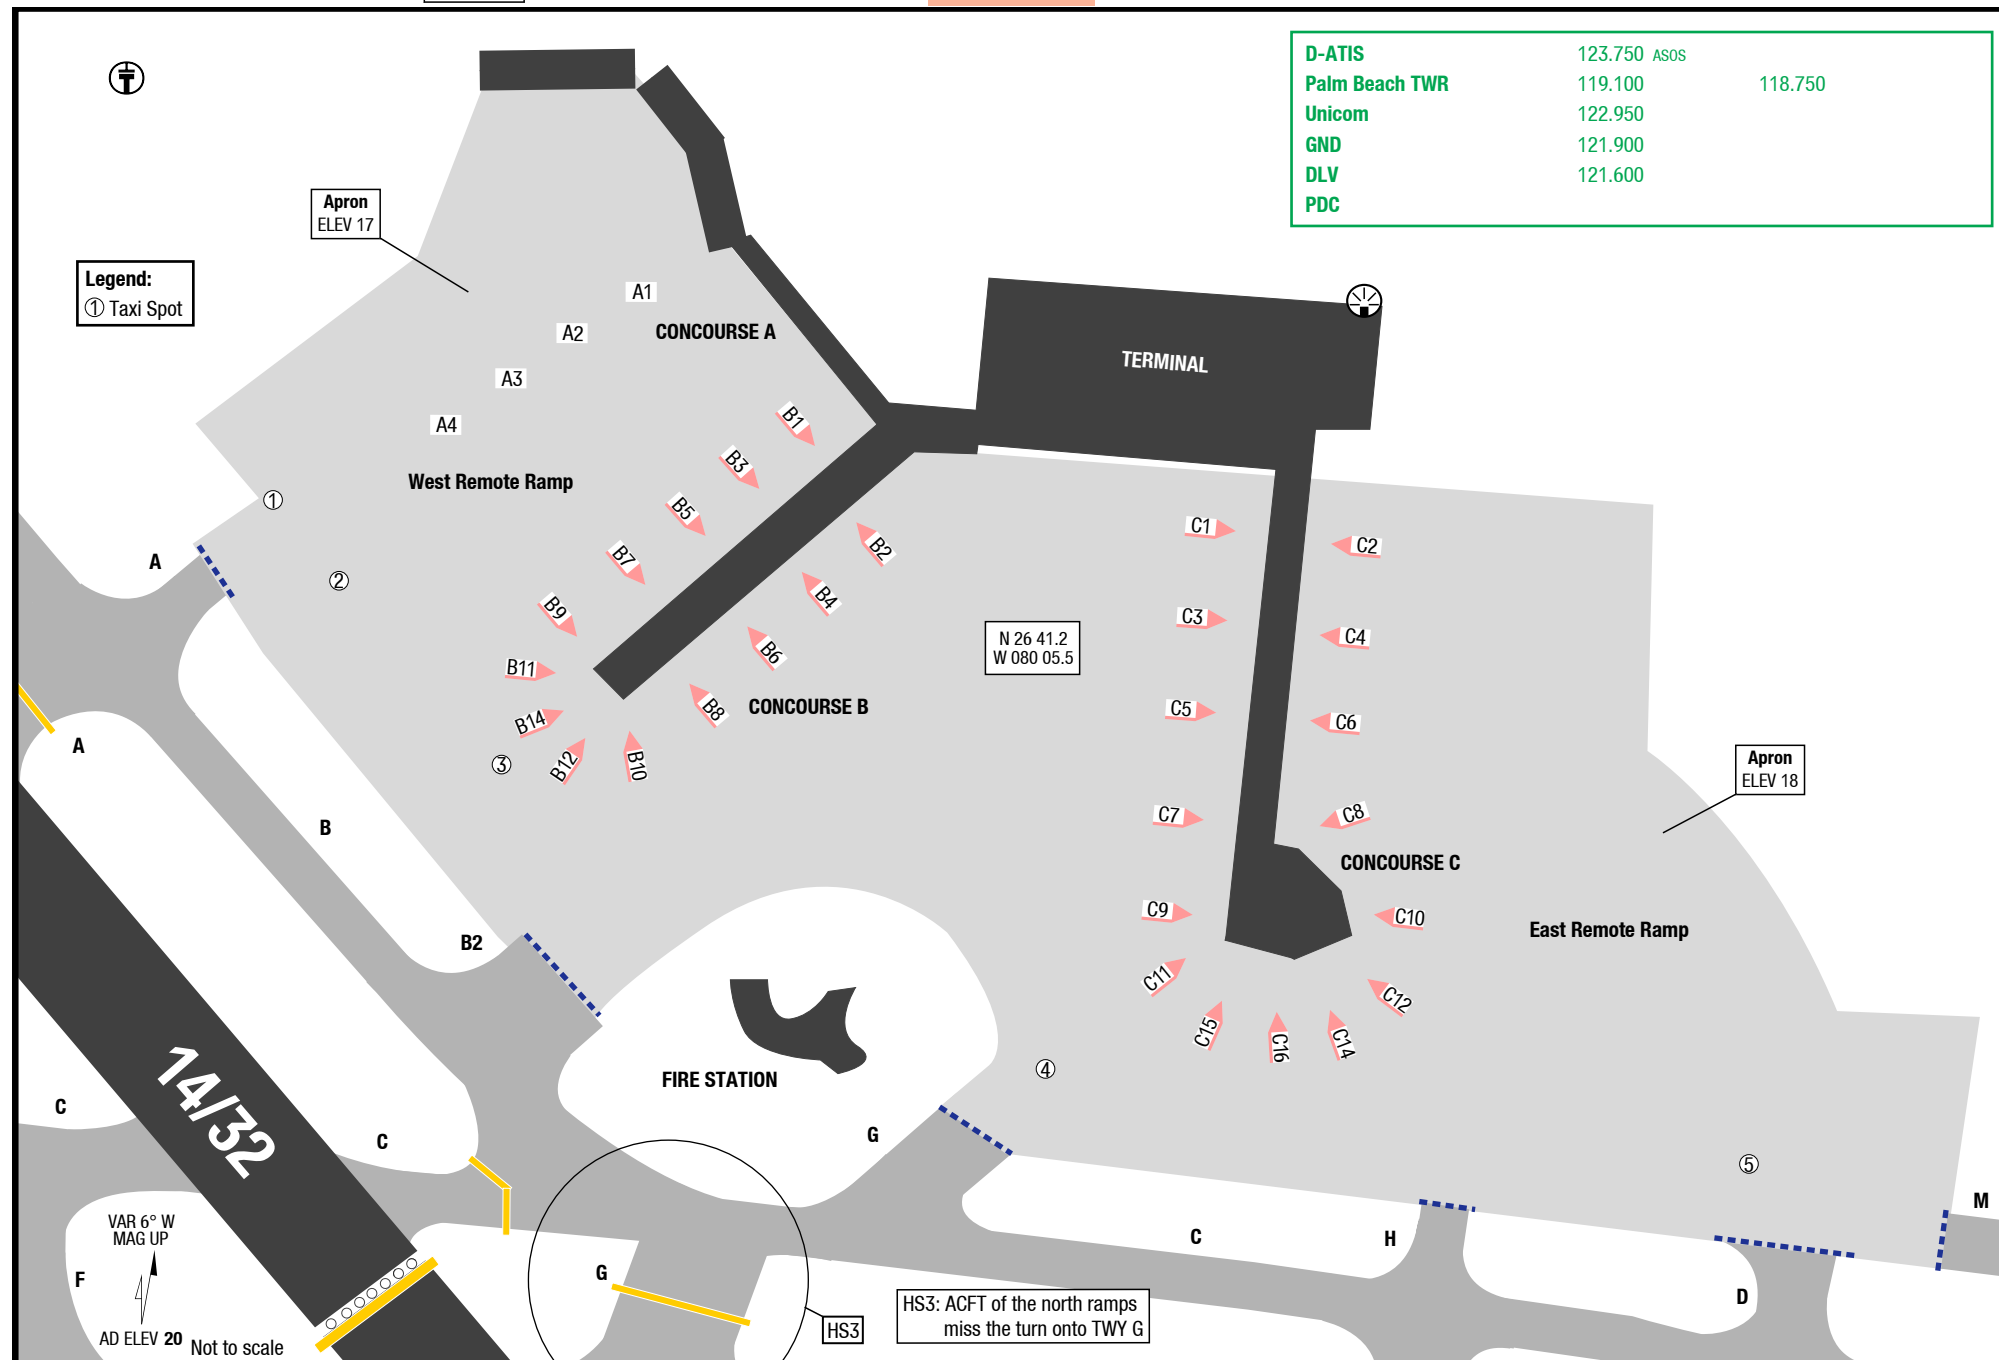 D-ATIS 123.750 ASOS
Palm Beach TWR 119.100 118.750
Unicom 122.950
GND 121.900
DLV 121.600
PDC
Apron
ELEV 17
Legend:
① Taxi Spot
A1
A2
CONCOURSE A
A3
A4
TERMINAL
B1
B3
West Remote Ramp
①
B5
B2
C1
C2
A
B7
②
B4
B9
C3
C4
N 26 41.2
W 080 05.5
B6
B11
B8
CONCOURSE B
C5
C6
B14
A
③
B12
B10
Apron
ELEV 18
C7
C8
B
CONCOURSE C
C9
C10
East Remote Ramp
B2
C11
C12
C15
C16
C14
④
FIRE STATION
14/32
C
C
G
⑤
M
VAR 6° W
MAG UP
C
H
F
G
D
HS3: ACFT of the north ramps
miss the turn onto TWY G
HS3
AD ELEV 20
Not to scale